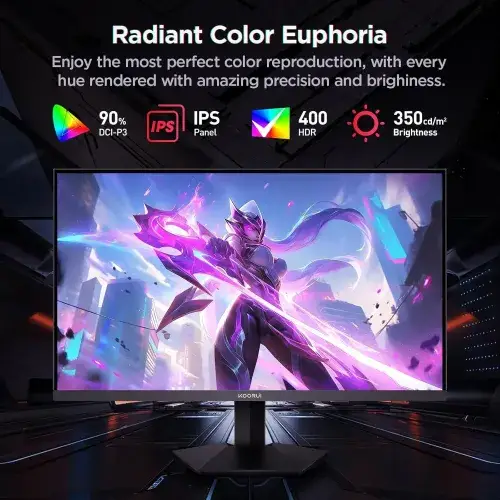 Radiant Color Euphoria
Enjoy the most perfect color reproduction, with every
hue rendered with amazing precision and brighiness.
90% DCI-P3
IPS
IPS Panel
400 HDR
350cd/m² Brightness
KOORUI